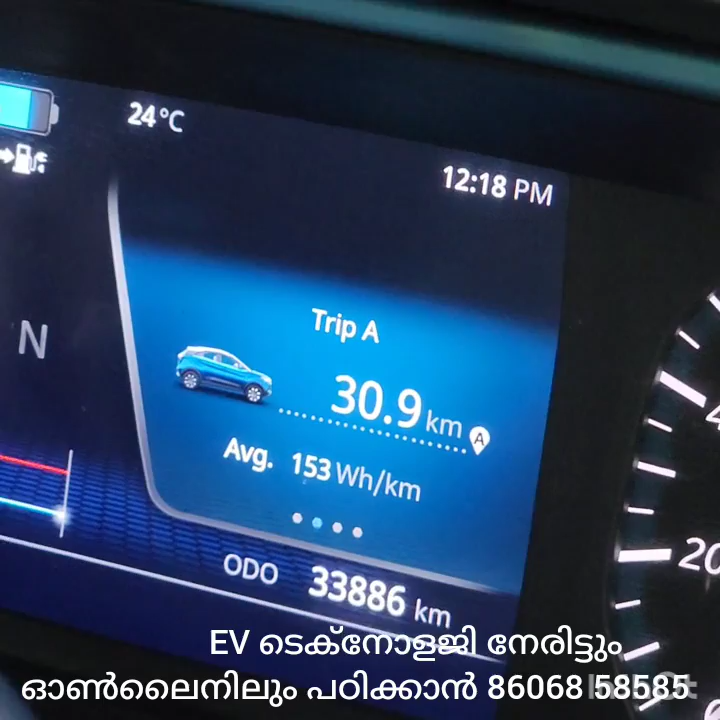 24°C
12:18 PM
N
Trip A
30.9 km
A
Avg. 153 Wh/km
20
ODO 33886 km
EV ടെക്നോളജി നേരിട്ടും
ഓൺലൈനിലും പഠിക്കാൻ 86068 58585